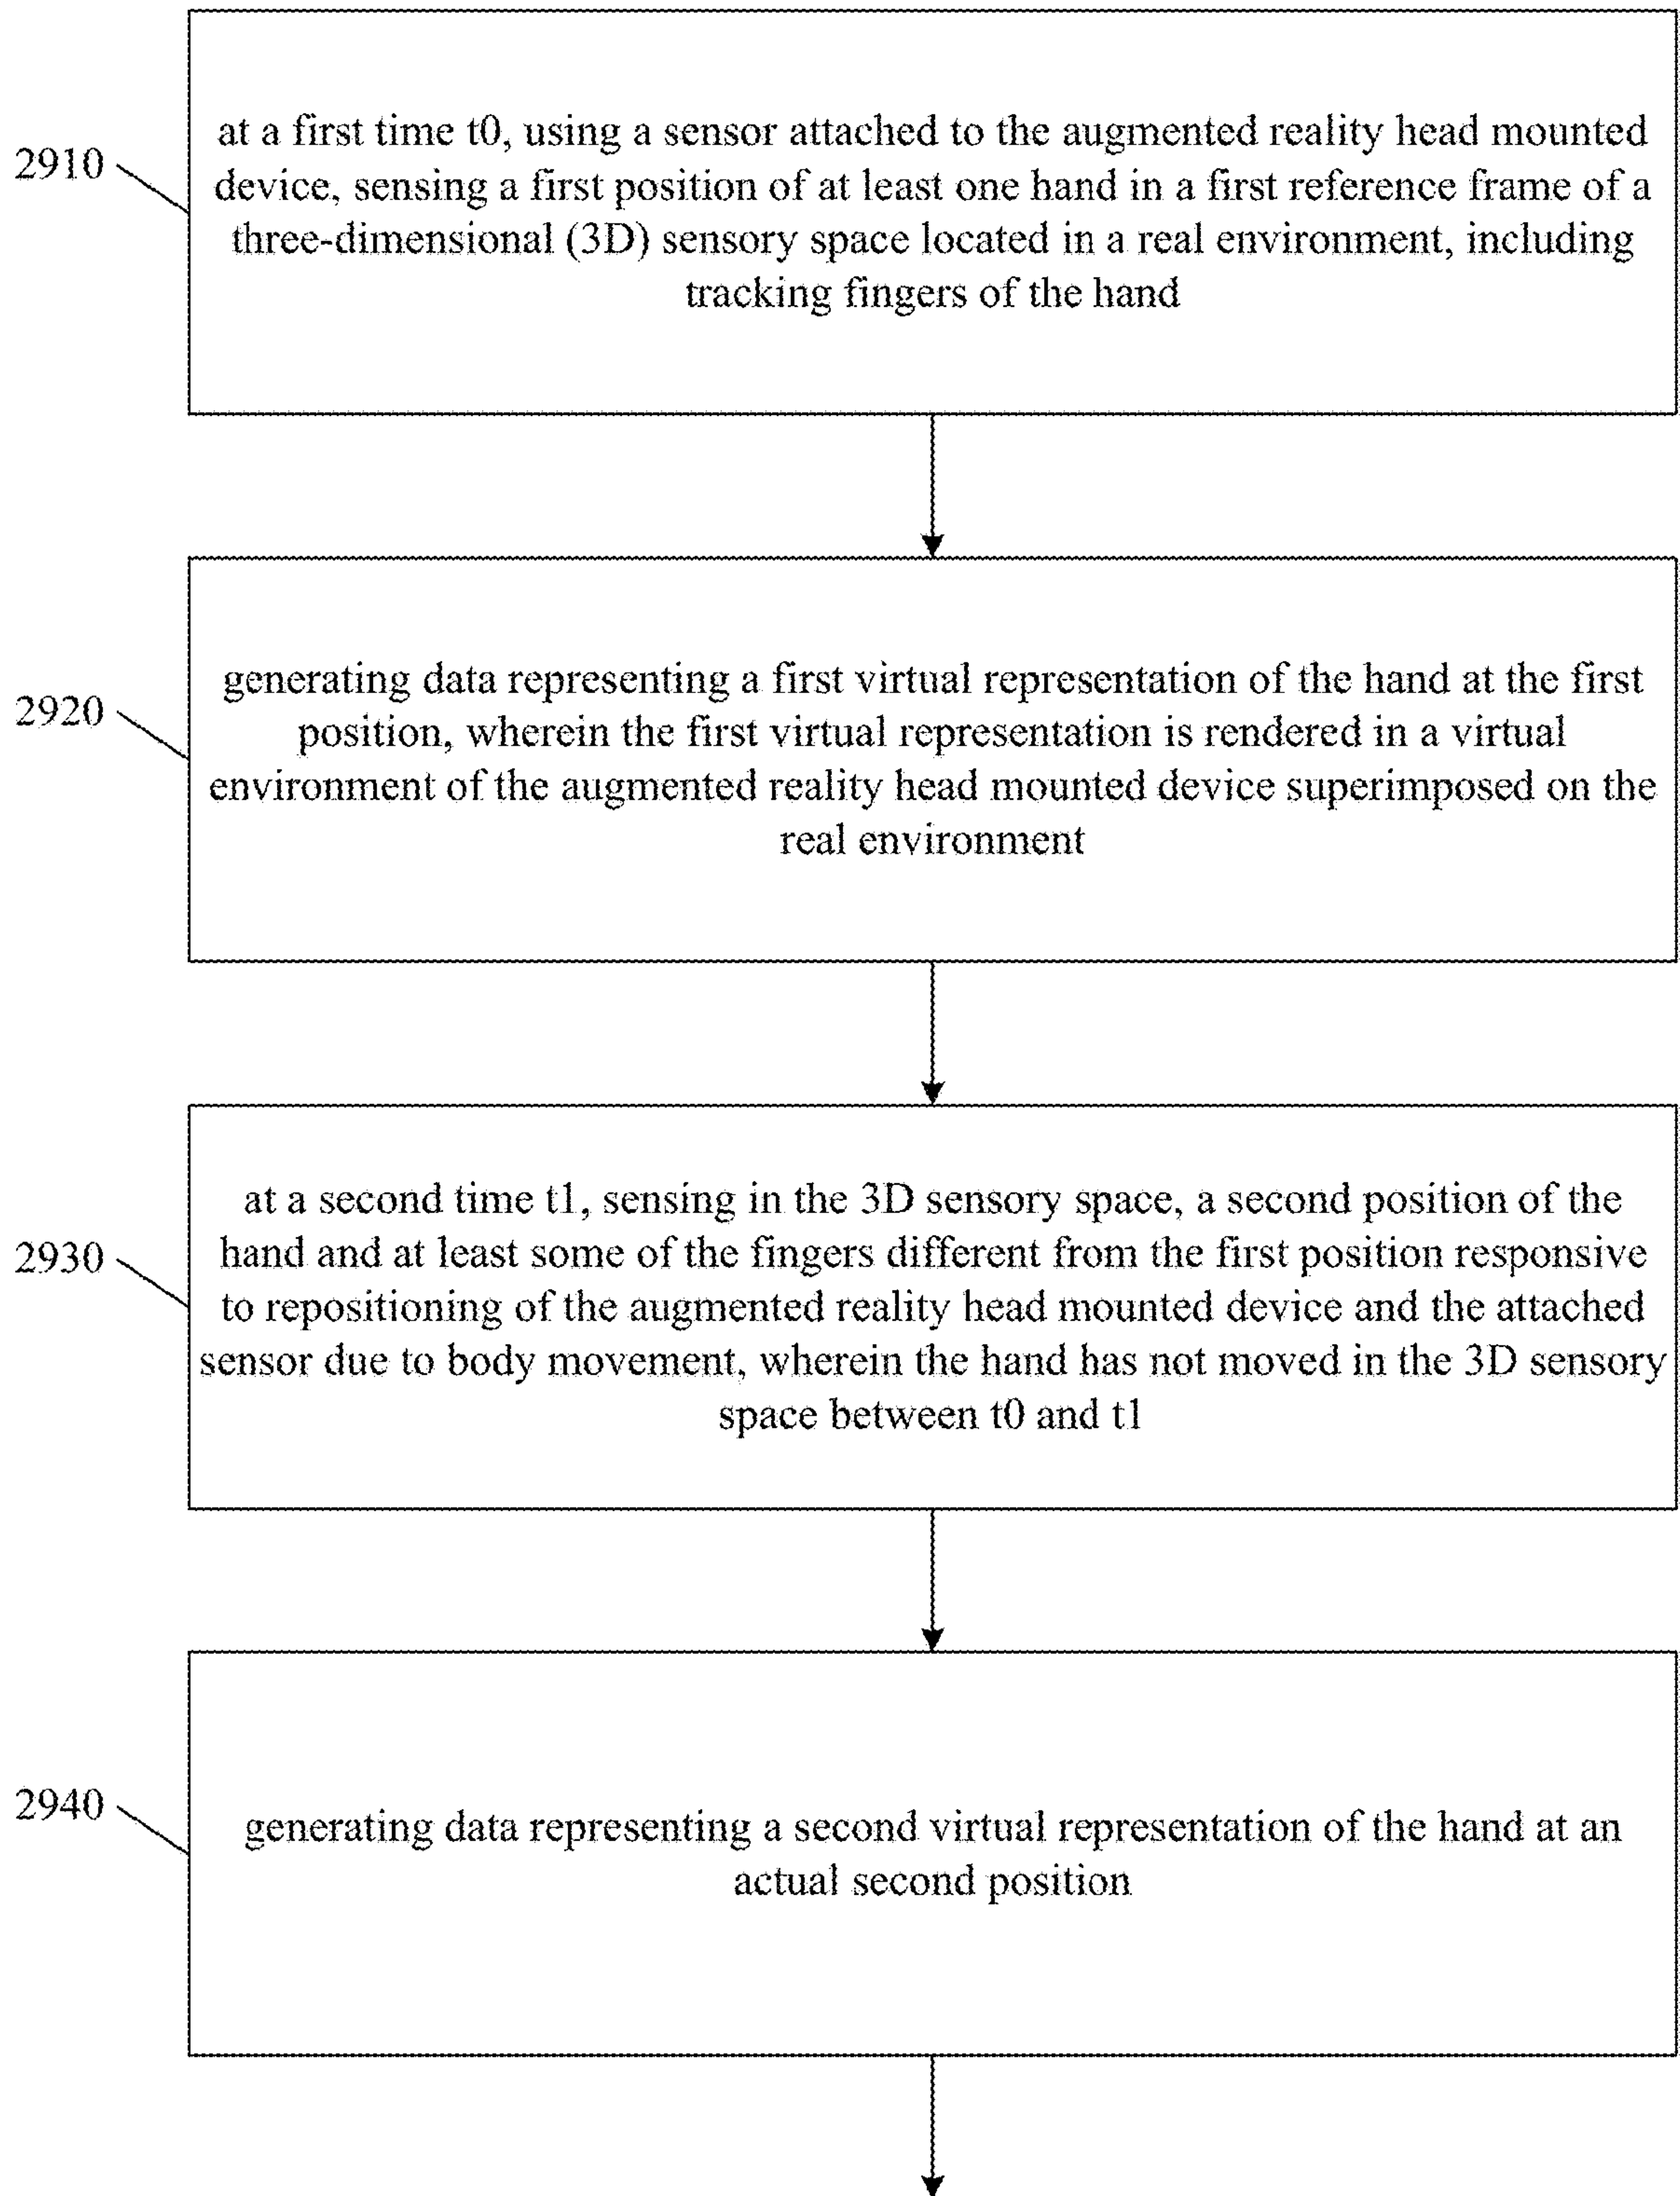 2910
at a first time t0, using a sensor attached to the augmented reality head mounted
device, sensing a first position of at least one hand in a first reference frame of a
three-dimensional (3D) sensory space located in a real environment, including
tracking fingers of the hand
2920
generating data representing a first virtual representation of the hand at the first
position, wherein the first virtual representation is rendered in a virtual
environment of the augmented reality head mounted device superimposed on the
real environment
2930
at a second time t1, sensing in the 3D sensory space, a second position of the
hand and at least some of the fingers different from the first position responsive
to repositioning of the augmented reality head mounted device and the attached
sensor due to body movement, wherein the hand has not moved in the 3D sensory
space between t0 and t1
2940
generating data representing a second virtual representation of the hand at an
actual second position